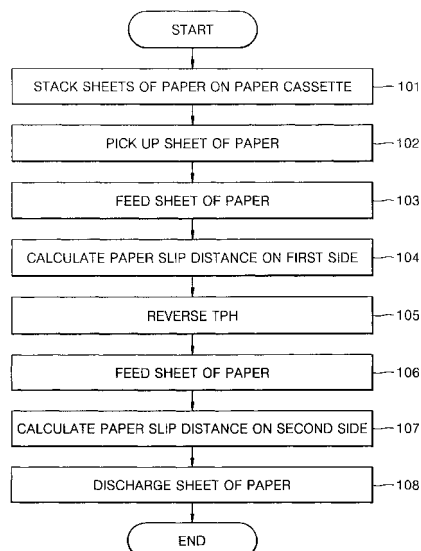 START
STACK SHEETS OF PAPER ON PAPER CASSETTE 101
PICK UP SHEET OF PAPER 102
FEED SHEET OF PAPER 103
CALCULATE PAPER SLIP DISTANCE ON FIRST SIDE 104
REVERSE TPH 105
FEED SHEET OF PAPER 106
CALCULATE PAPER SLIP DISTANCE ON SECOND SIDE 107
DISCHARGE SHEET OF PAPER 108
END